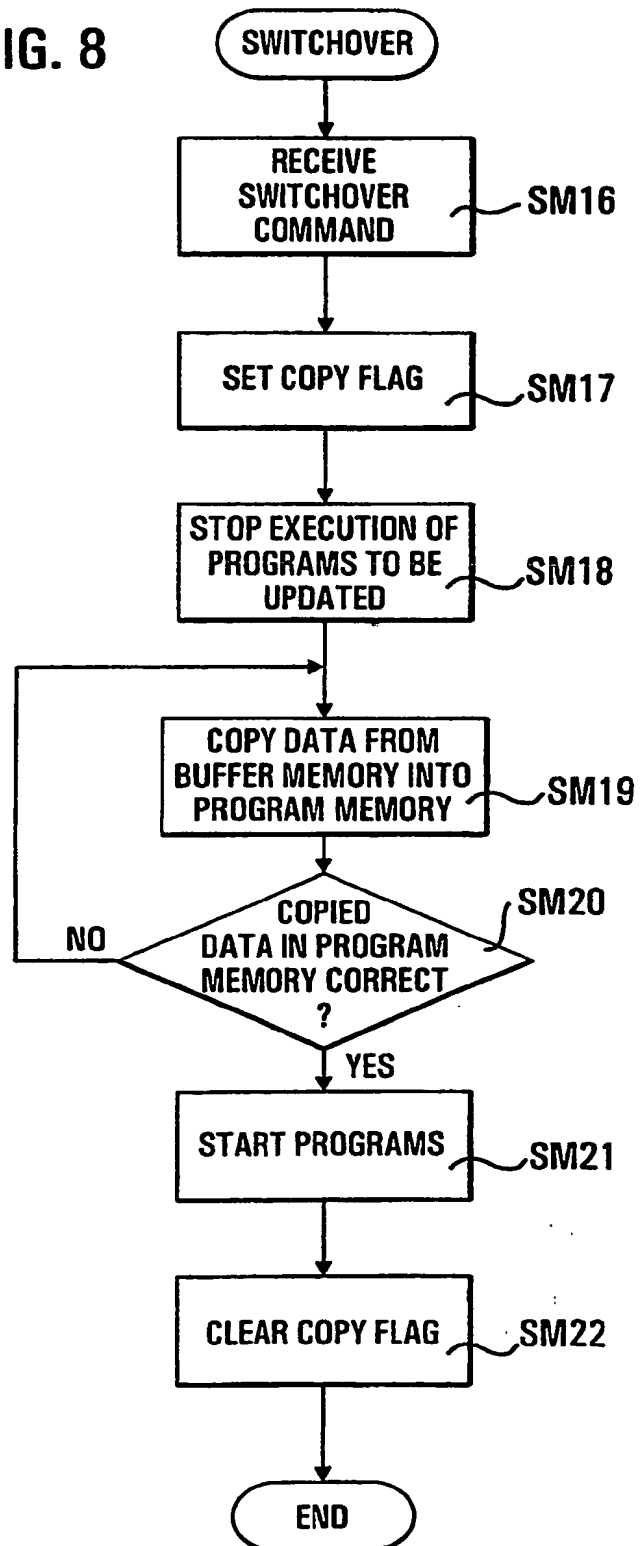 IG. 8
SWITCHOVER
RECEIVE
SWITCHOVER
COMMAND
SM16
SET COPY FLAG
SM17
STOP EXECUTION OF
PROGRAMS TO BE
UPDATED
SM18
COPY DATA FROM
BUFFER MEMORY INTO
PROGRAM MEMORY
SM19
COPIED
DATA IN PROGRAM
MEMORY CORRECT
?
SM20
NO
YES
START PROGRAMS
SM21
CLEAR COPY FLAG
SM22
END